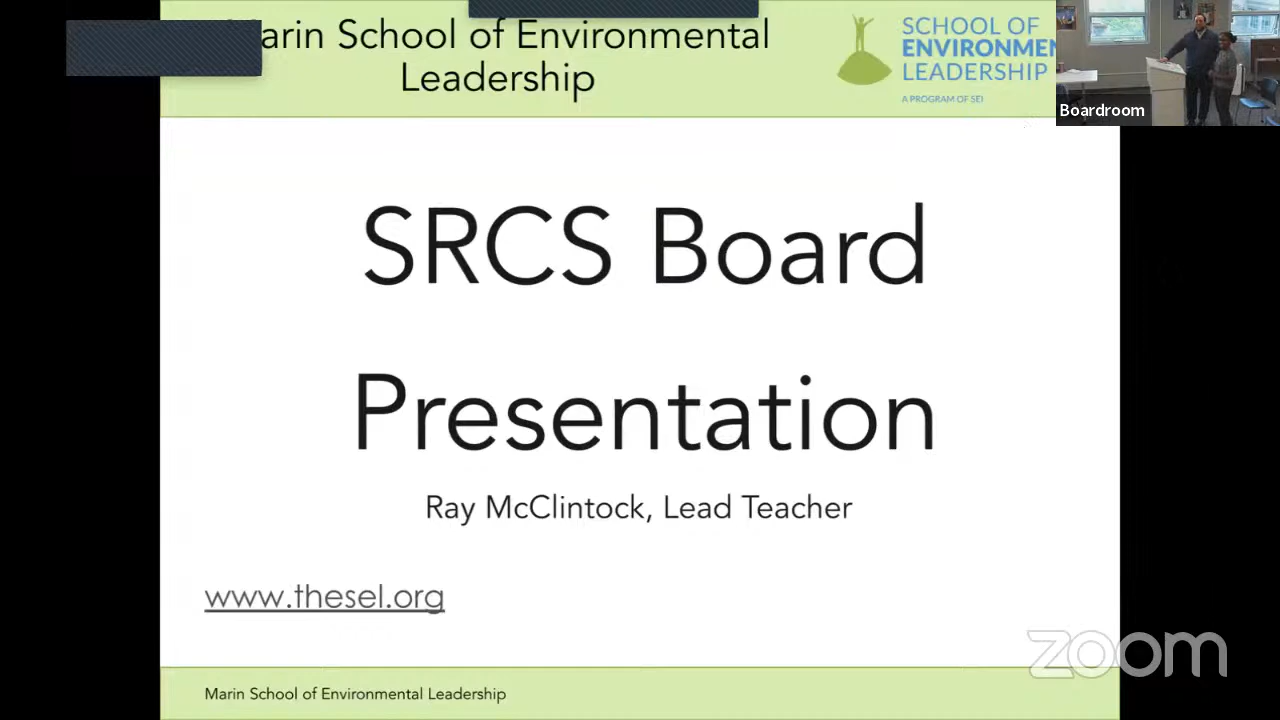 arin School of Environmental
Leadership
SCHOOL OF
ENVIRONME
LEADERSHIP
A PROGRAM OF SEI
Boardroom
SRCS Board
Presentation
Ray McClintock, Lead Teacher
www.thesel.org
zoom
Marin School of Environmental Leadership